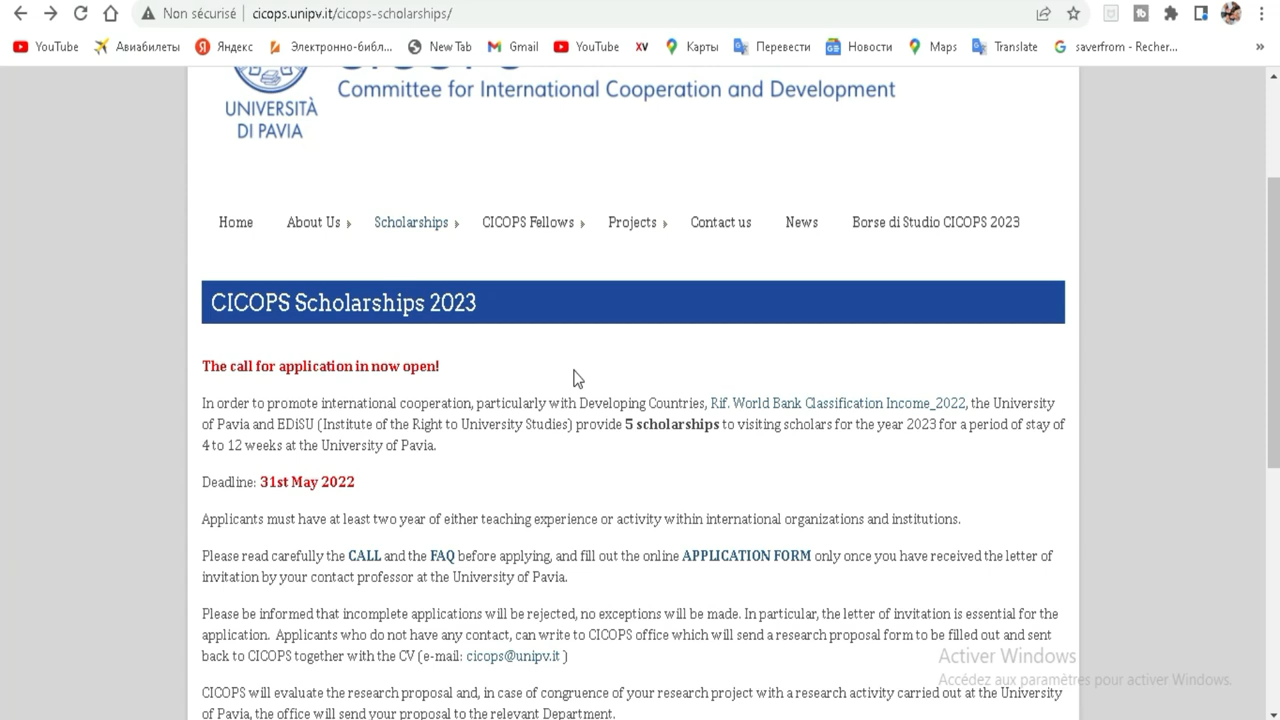 Non sécurisé | cicops.unipv.it/cicops-scholarships/
YouTube Авиабилеты Яндекс Электронно-библ... New Tab Gmail YouTube XV Карты Перевести Новости Maps Translate saverfrom - Recher... »
UNIVERSITÀ
DI PAVIA
Committee for International Cooperation and Development
Home About Us Scholarships CICOPS Fellows Projects Contact us News Borse di Studio CICOPS 2023
CICOPS Scholarships 2023
The call for application in now open!
In order to promote international cooperation, particularly with Developing Countries, Rif. World Bank Classification Income_2022, the University
of Pavia and EDiSU (Institute of the Right to University Studies) provide 5 scholarships to visiting scholars for the year 2023 for a period of stay of
4 to 12 weeks at the University of Pavia.
Deadline: 31st May 2022
Applicants must have at least two year of either teaching experience or activity within international organizations and institutions.
Please read carefully the CALL and the FAQ before applying, and fill out the online APPLICATION FORM only once you have received the letter of
invitation by your contact professor at the University of Pavia.
Please be informed that incomplete applications will be rejected, no exceptions will be made. In particular, the letter of invitation is essential for the
application. Applicants who do not have any contact, can write to CICOPS office which will send a research proposal form to be filled out and sent
back to CICOPS together with the CV (e-mail: cicops@unipv.it )
Activer Windows
Accédez aux paramètres pour activer Windows.
CICOPS will evaluate the research proposal and, in case of congruence of your research project with a research activity carried out at the University
of Pavia, the office will send your proposal to the relevant Department.